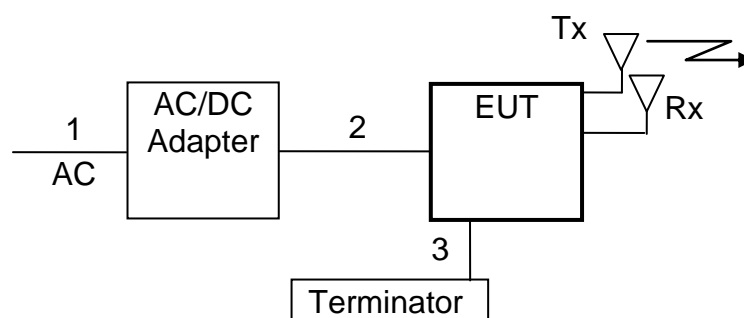 Tx
1
AC
AC/DC
Adapter
2
EUT
Rx
3
Terminator